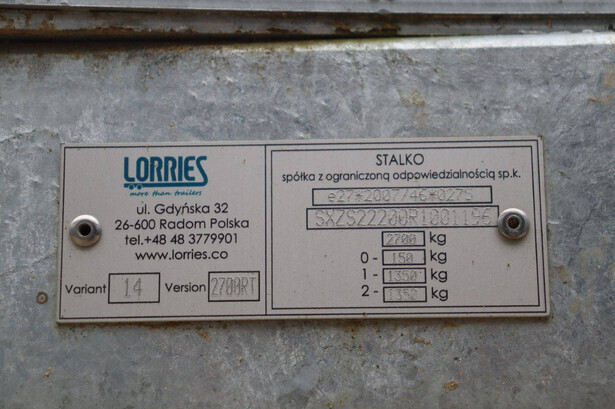 LORRIES
more than trailers
ul. Gdyńska 32
26-600 Radom Polska
tel.+48 48 3779901
www.lorries.co
Variant 14 Version 2700RT
STALKO
spółka z ograniczoną odpowiedzialnością sp.k.
e27*2007/46*0275
SXZS22200R1001196
2700 kg
0- 150 kg
1- 1350 kg
2- 1350 kg